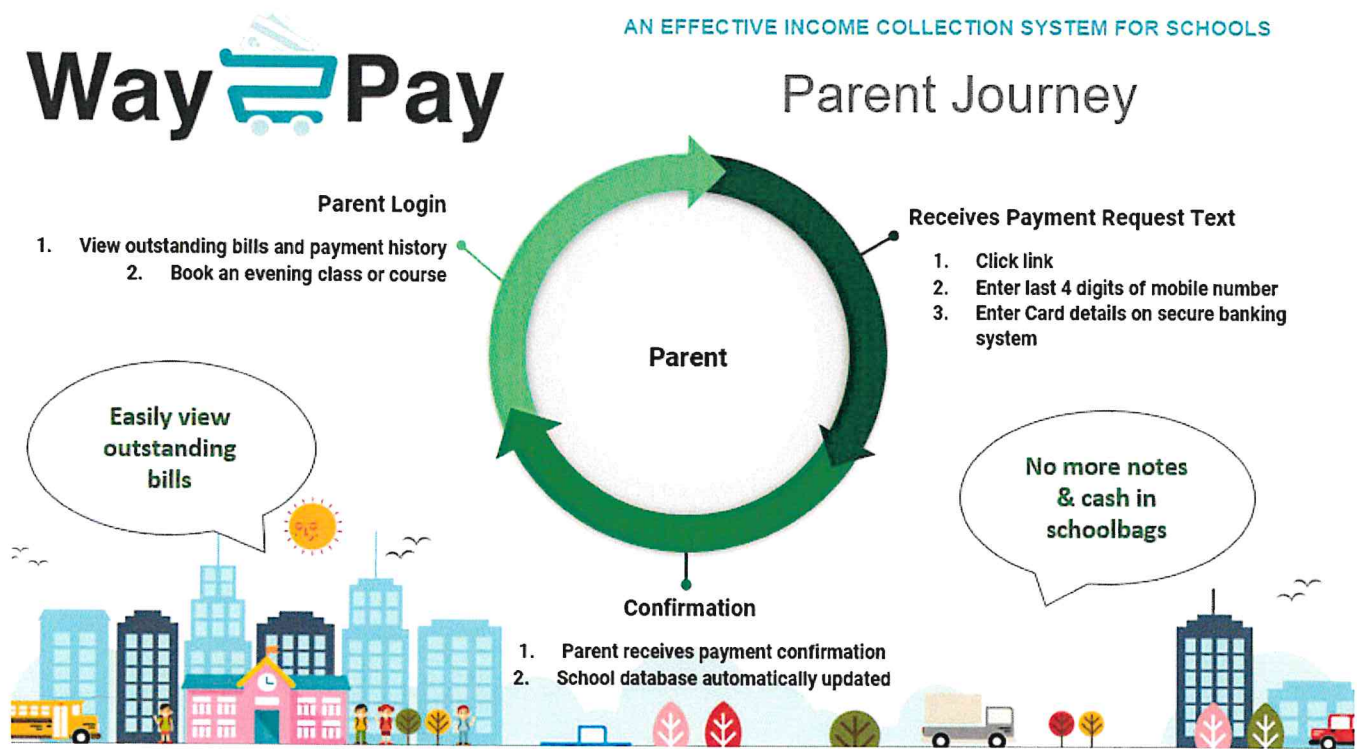 AN EFFECTIVE INCOME COLLECTION SYSTEM FOR SCHOOLS
Way2Pay
Parent Journey
Parent Login
1. View outstanding bills and payment history
2. Book an evening class or course
Receives Payment Request Text
1. Click link
2. Enter last 4 digits of mobile number
3. Enter Card details on secure banking
system
Parent
Easily view
outstanding
bills
No more notes
& cash in
schoolbags
Confirmation
1. Parent receives payment confirmation
2. School database automatically updated